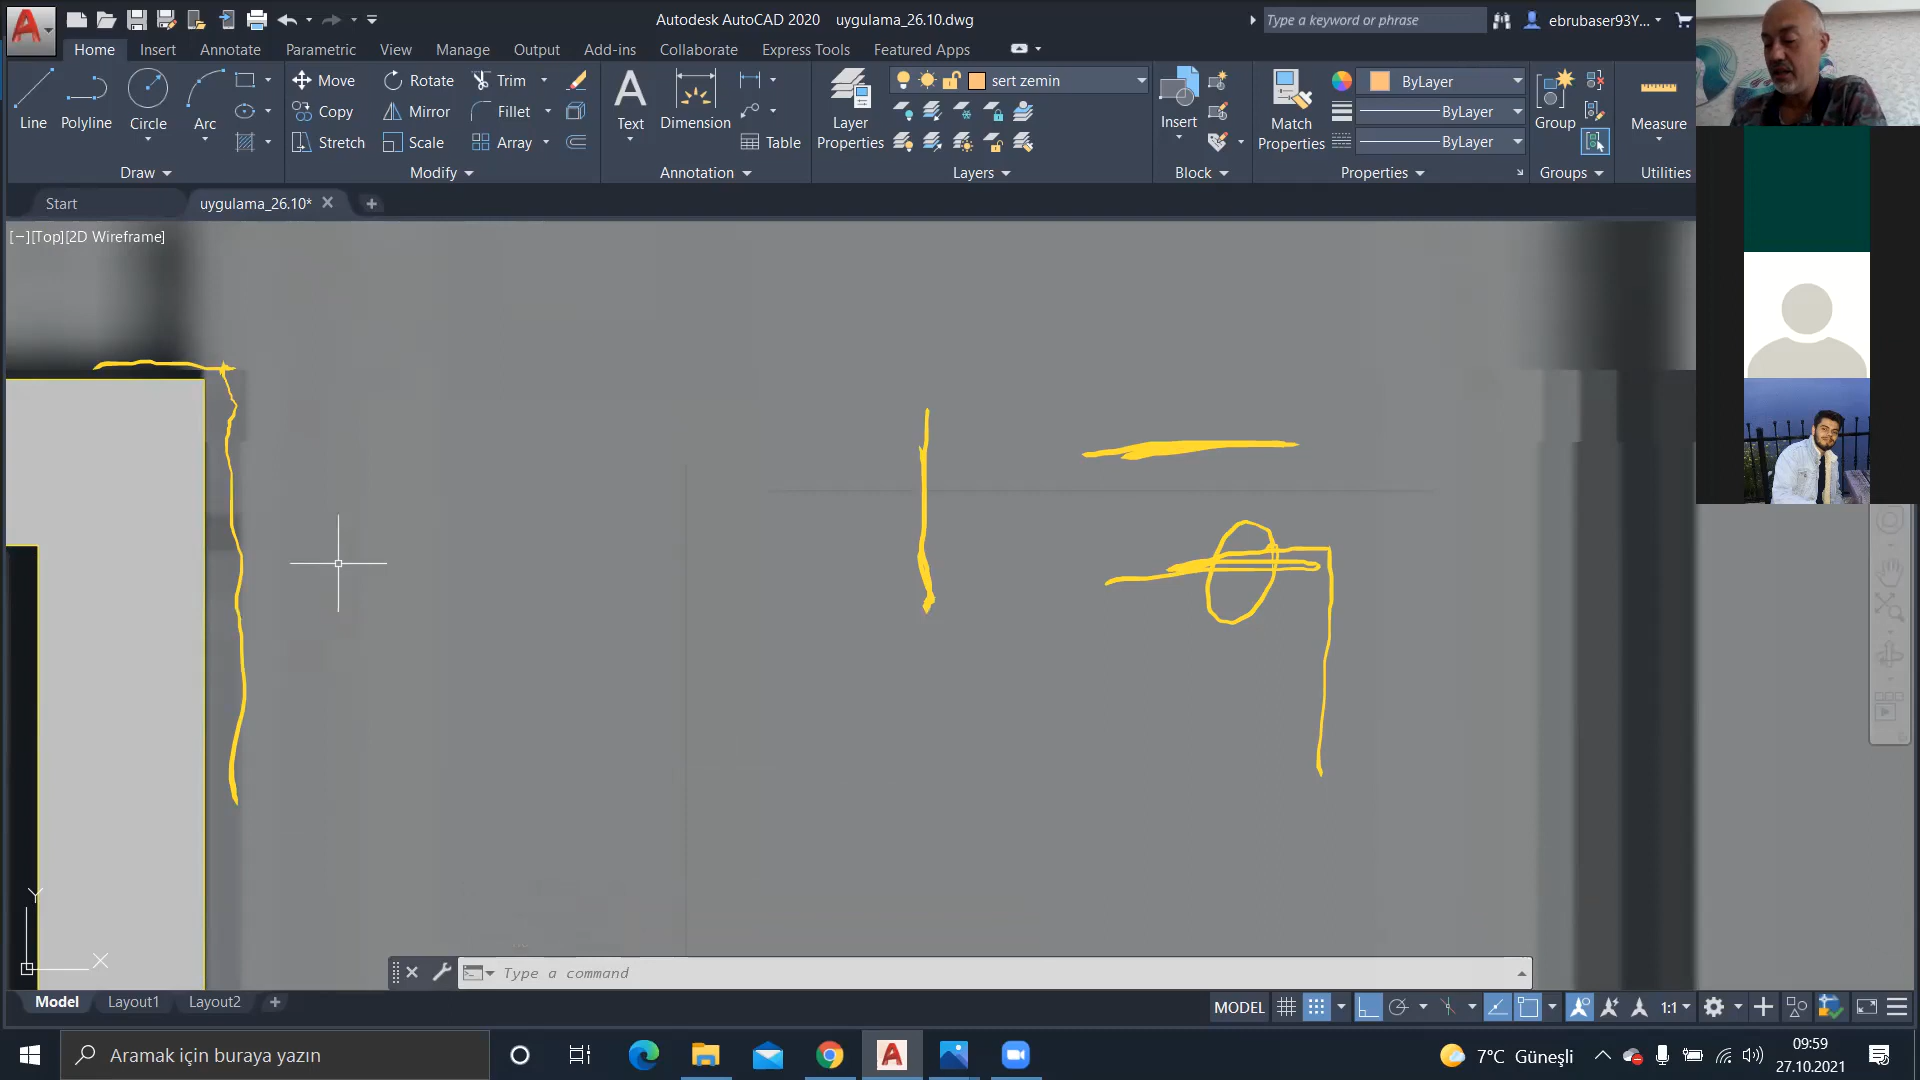 Autodesk AutoCAD 2020 uygulama_26.10.dwg
Type a keyword or phrase
ebrubaser93Y...
Home Insert Annotate Parametric View Manage Output Add-ins Collaborate Express Tools Featured Apps
Line Polyline Circle Arc
Move Rotate Trim
Copy Mirror Fillet
Stretch Scale Array
Text Dimension Table
Layer Properties
sert zemin
Insert
Match Properties
ByLayer
ByLayer
ByLayer
Group
Measure
Draw Modify Annotation Layers Block Properties Groups Utilities
Start uygulama_26.10*
[−][Top][2D Wireframe]
Y
X
Type a command
Model Layout1 Layout2
MODEL 1:1
Aramak için buraya yazın
7°C Güneşli
09:59
27.10.2021